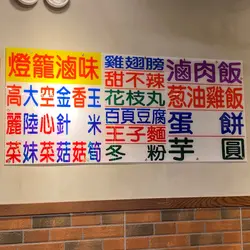 燈籠滷味
高麗菜
大陸妹
空心菜
金針菇
香菇
玉米筍
雞翅膀
甜不辣
花枝丸
百頁豆腐
王子麵
冬粉
滷肉飯
葱油雞飯
蛋餅
芋圓